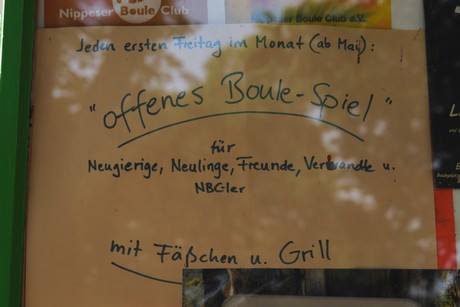 Nippeser Boule Club
Nippeser Boule Club e.V.
Jeden ersten Freitag im Monat (ab Mai):
"offenes Boule-Spiel"
für
Neugierige, Neulinge, Freunde, Verwandte u.
NBCler
mit Fäßchen u. Grill